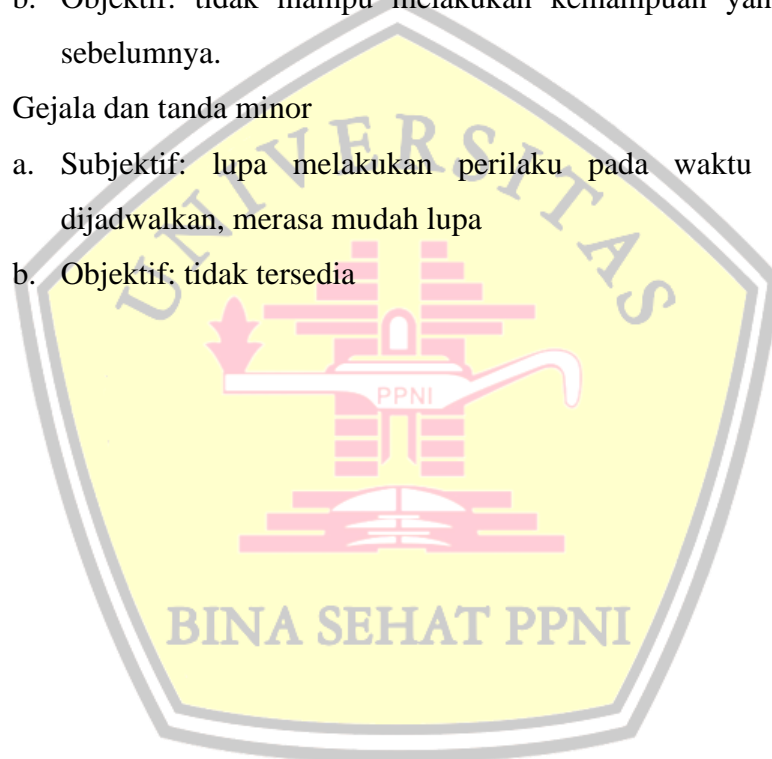 b. Objektif: tidak mampu melakukan kemampuan yan
sebelumnya.
Gejala dan tanda minor
a. Subjektif: lupa melakukan perilaku pada waktu
dijadwalkan, merasa mudah lupa
b. Objektif: tidak tersedia
UNIVERSITAS
PPNI
BINA SEHAT PPNI